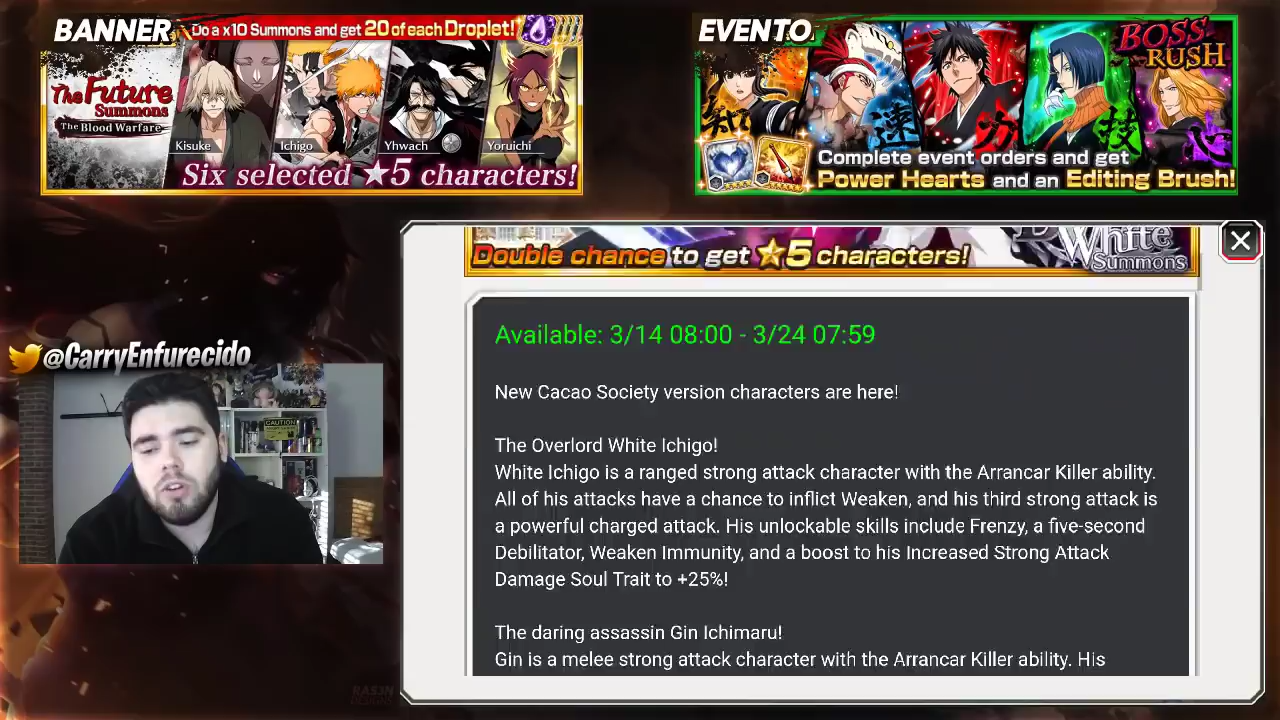 BANNER
Do a x10 Summons and get 20 of each Droplet!
The Future
Summons
The Blood Warfare
Kisuke
Ichigo
Yhwach
Yoruichi
Six selected ★5 characters!
EVENTO
BOSS
RUSH
知
速
力
技
心
Complete event orders and get
Power Hearts and an Editing Brush!
White
Summons
Double chance to get ★5 characters!
Available: 3/14 08:00 - 3/24 07:59
New Cacao Society version characters are here!
The Overlord White Ichigo!
White Ichigo is a ranged strong attack character with the Arrancar Killer ability.
All of his attacks have a chance to inflict Weaken, and his third strong attack is
a powerful charged attack. His unlockable skills include Frenzy, a five-second
Debilitator, Weaken Immunity, and a boost to his Increased Strong Attack
Damage Soul Trait to +25%!
The daring assassin Gin Ichimaru!
Gin is a melee strong attack character with the Arrancar Killer ability. His
@CarryEnfurecido
CAUTION